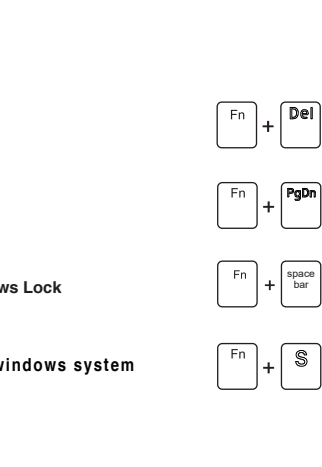 Fn + Del
Fn + PgDn
ws Lock Fn + space bar
windows system Fn + S